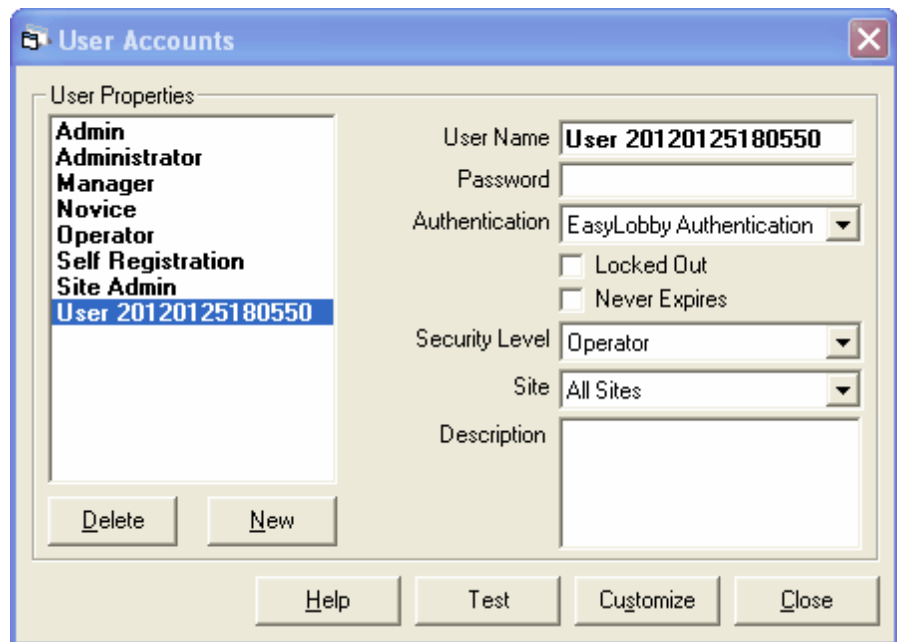 User Accounts
User Properties
Admin
Administrator
Manager
Novice
Operator
Self Registration
Site Admin
User 20120125180550
Delete
New
User Name User 20120125180550
Password
Authentication EasyLobby Authentication
Locked Out
Never Expires
Security Level Operator
Site All Sites
Description
Help Test Customize Close